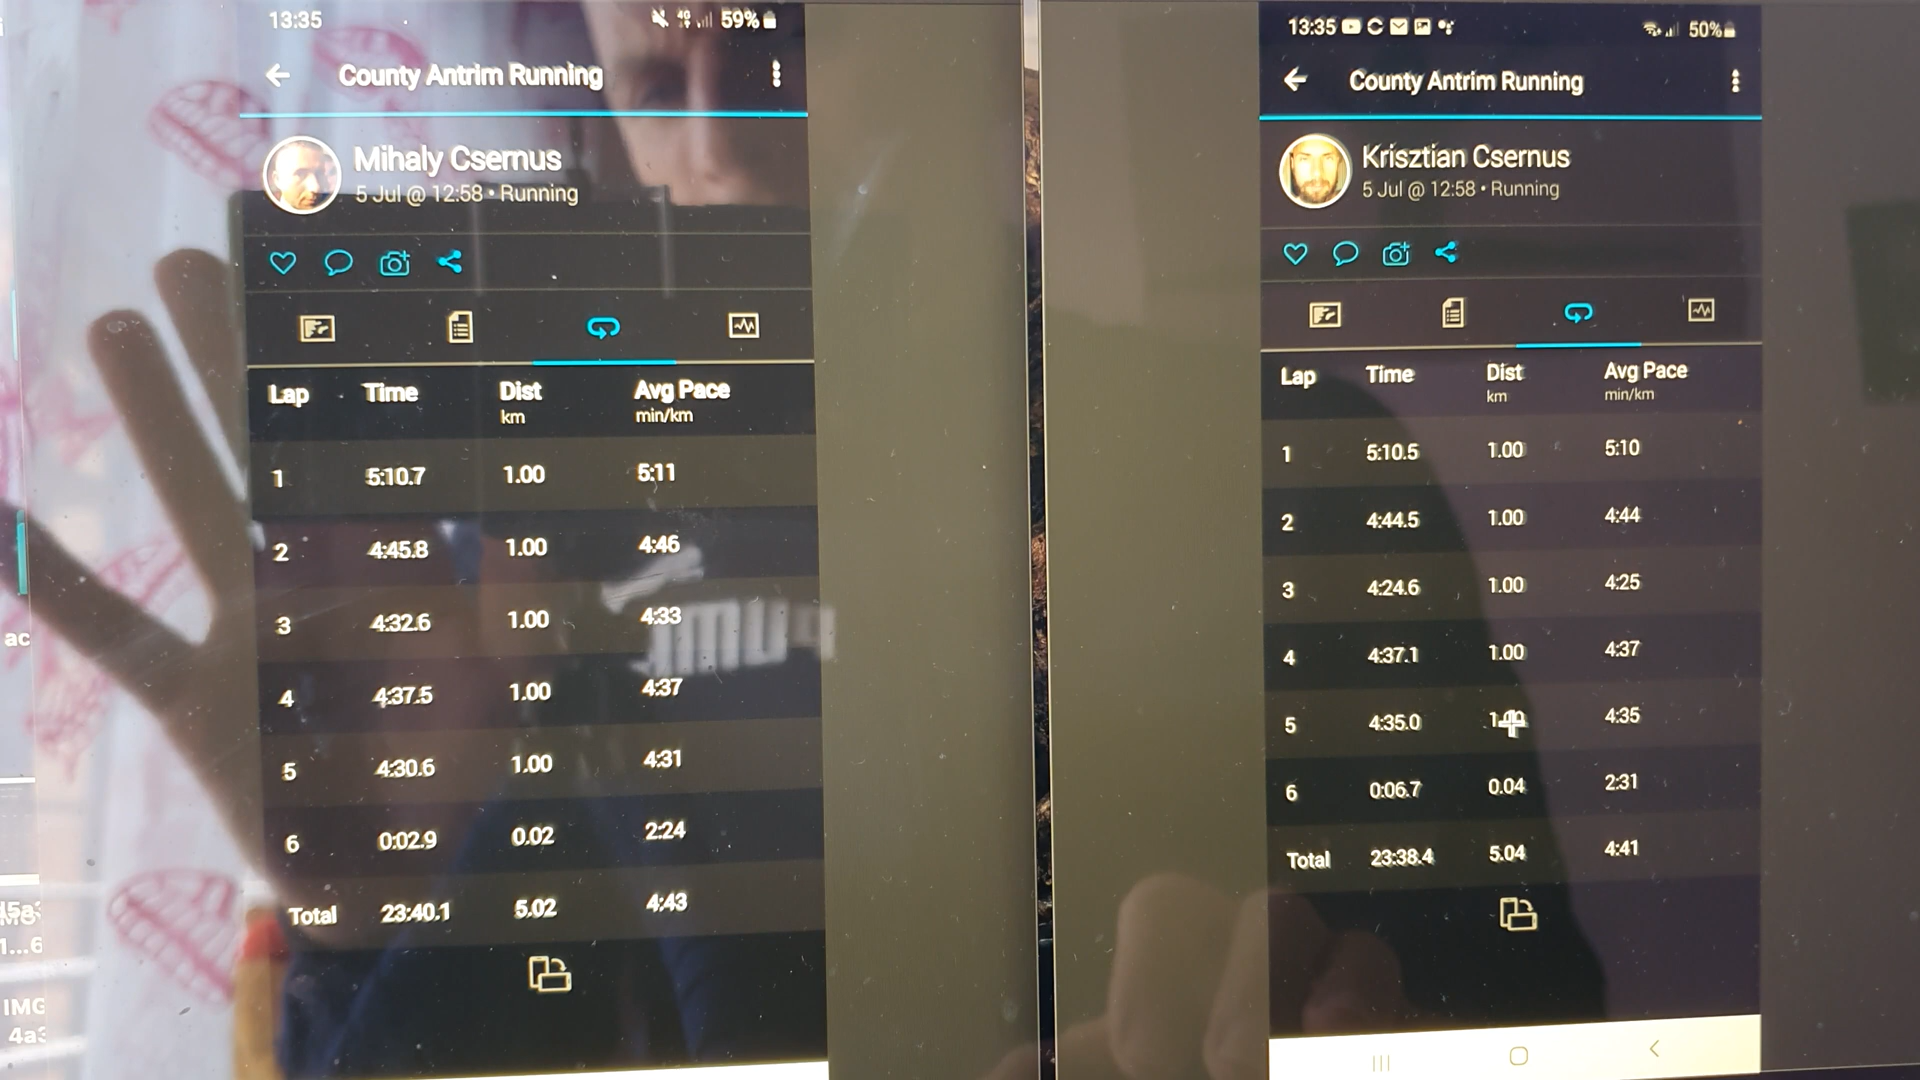 13:35
4G
59%
County Antrim Running
Mihaly Csernus
5 Jul @ 12:58 • Running
Lap Time Dist Avg Pace
km min/km
1 5:10.7 1.00 5:11
2 4:45.8 1.00 4:46
3 4:32.6 1.00 4:33
4 4:37.5 1.00 4:37
5 4:30.6 1.00 4:31
6 0:02.9 0.02 2:24
Total 23:40.1 5.02 4:43
13:35
50%
County Antrim Running
Krisztian Csernus
5 Jul @ 12:58 • Running
Lap Time Dist Avg Pace
km min/km
1 5:10.5 1.00 5:10
2 4:44.5 1.00 4:44
3 4:24.6 1.00 4:25
4 4:37.1 1.00 4:37
5 4:35.0 1.00 4:35
6 0:06.7 0.04 2:31
Total 23:38.4 5.04 4:41
ac
1...6
IMG